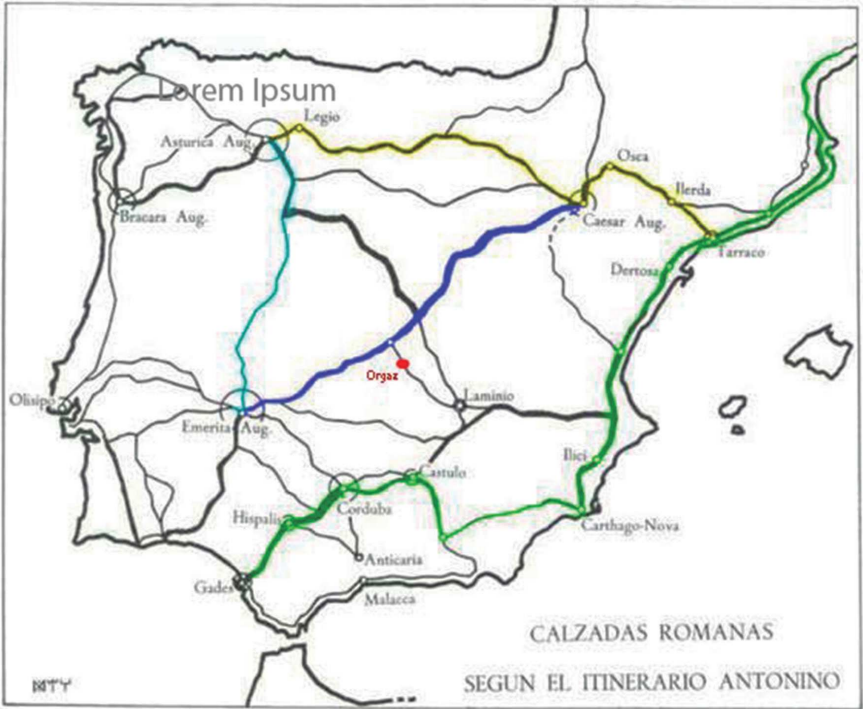 Lorem Ipsum
Legio
Asturica Aug.
Osca
Ilerda
Bracara Aug.
Caesar Aug.
Tarraco
Dertosa
Orgaz
Olisipo
Laminio
Emerita Aug.
Ilici
Castulo
Corduba
Hispalis
Carthago-Nova
Anticaria
Gades
Malacca
CALZADAS ROMANAS
SEGUN EL ITINERARIO ANTONINO